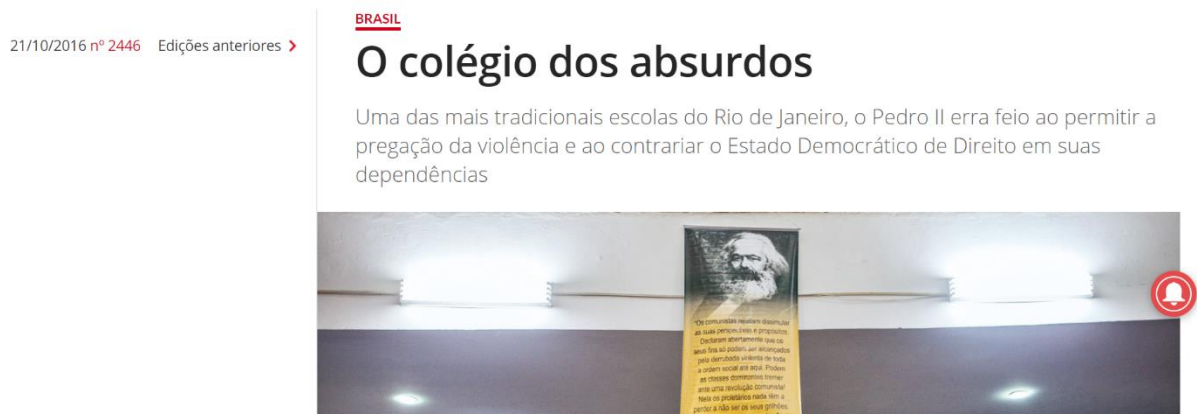 BRASIL
21/10/2016 nº 2446 Edições anteriores
O colégio dos absurdos
Uma das mais tradicionais escolas do Rio de Janeiro, o Pedro II erra feio ao permitir a
pregação da violência e ao contrariar o Estado Democrático de Direito em suas
dependências
"Os comunistas rejeitam dissimular
as suas perspectivas e propósitos.
Declaram abertamente que os
seus fins só podem ser alcançados
pela derrubada violenta de toda
a ordem social até aqui. Podem
as classes dominantes tremer
ante uma revolução comunista!
Nela os proletários nada têm a
perder a não ser os seus grilhões.